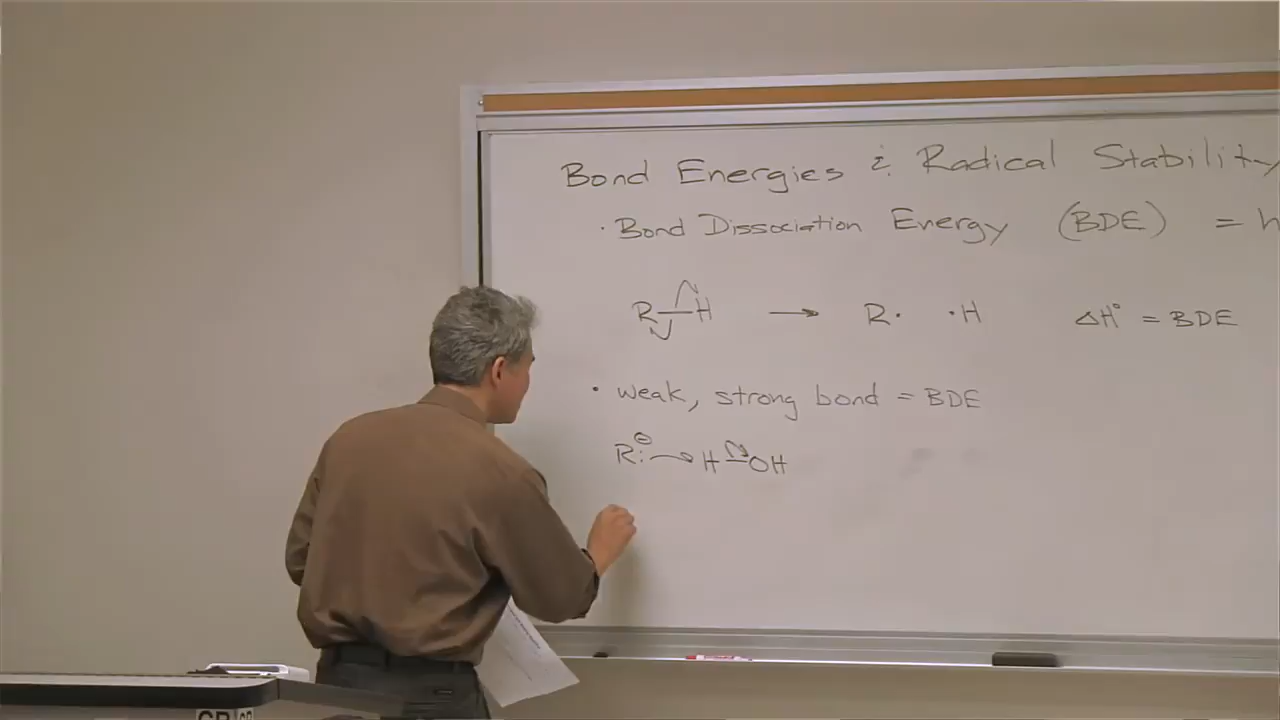 Bond Energies & Radical Stability
· Bond Dissociation Energy (BDE) =
R—H → R· ·H ΔH° = BDE
· weak, strong bond = BDE
R:⊖ H—OH